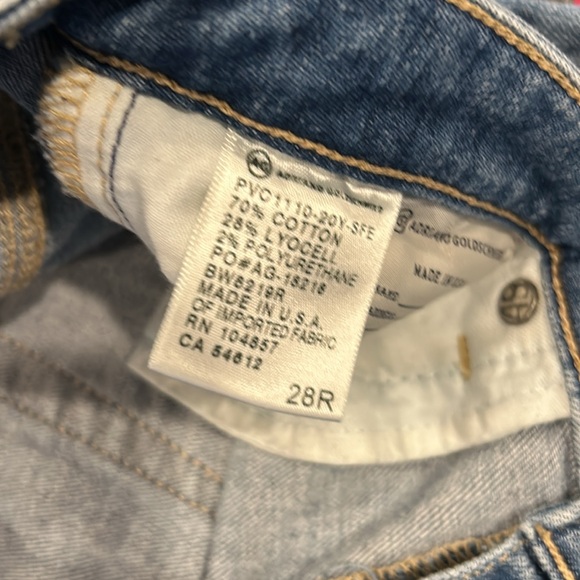 AG ADRIANO GOLDSCHMIED
PVC1110-20Y-SFE
70% COTTON
28% LYOCELL
2% POLYURETHANE
PO#AG-18218
BW8219R
MADE IN U.S.A.
OF IMPORTED FABRIC
RN 104857
CA 54612
28R
ADRIANO GOLDSCHMIED
MADE IN